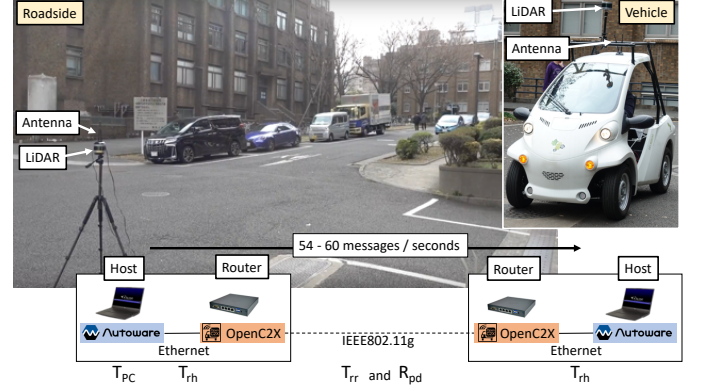 Roadside
LiDAR
Vehicle
Antenna
Antenna
LiDAR
54 - 60 messages / seconds
Host
Router
Router
Host
Autoware
OpenC2X
IEEE802.11g
OpenC2X
Autoware
Ethernet
Ethernet
T_PC
T_rh
T_rr and R_pd
T_rh